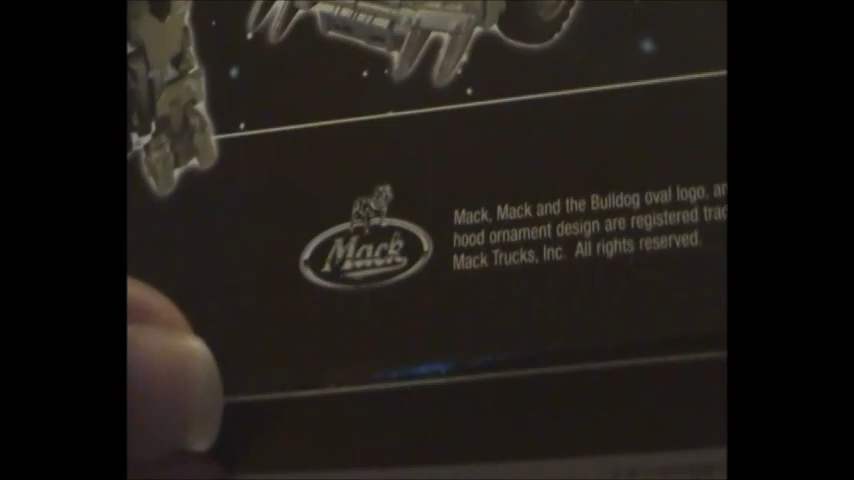 Mack
Mack, Mack and the Bulldog oval logo, an
hood ornament design are registered trad
Mack Trucks, Inc. All rights reserved.